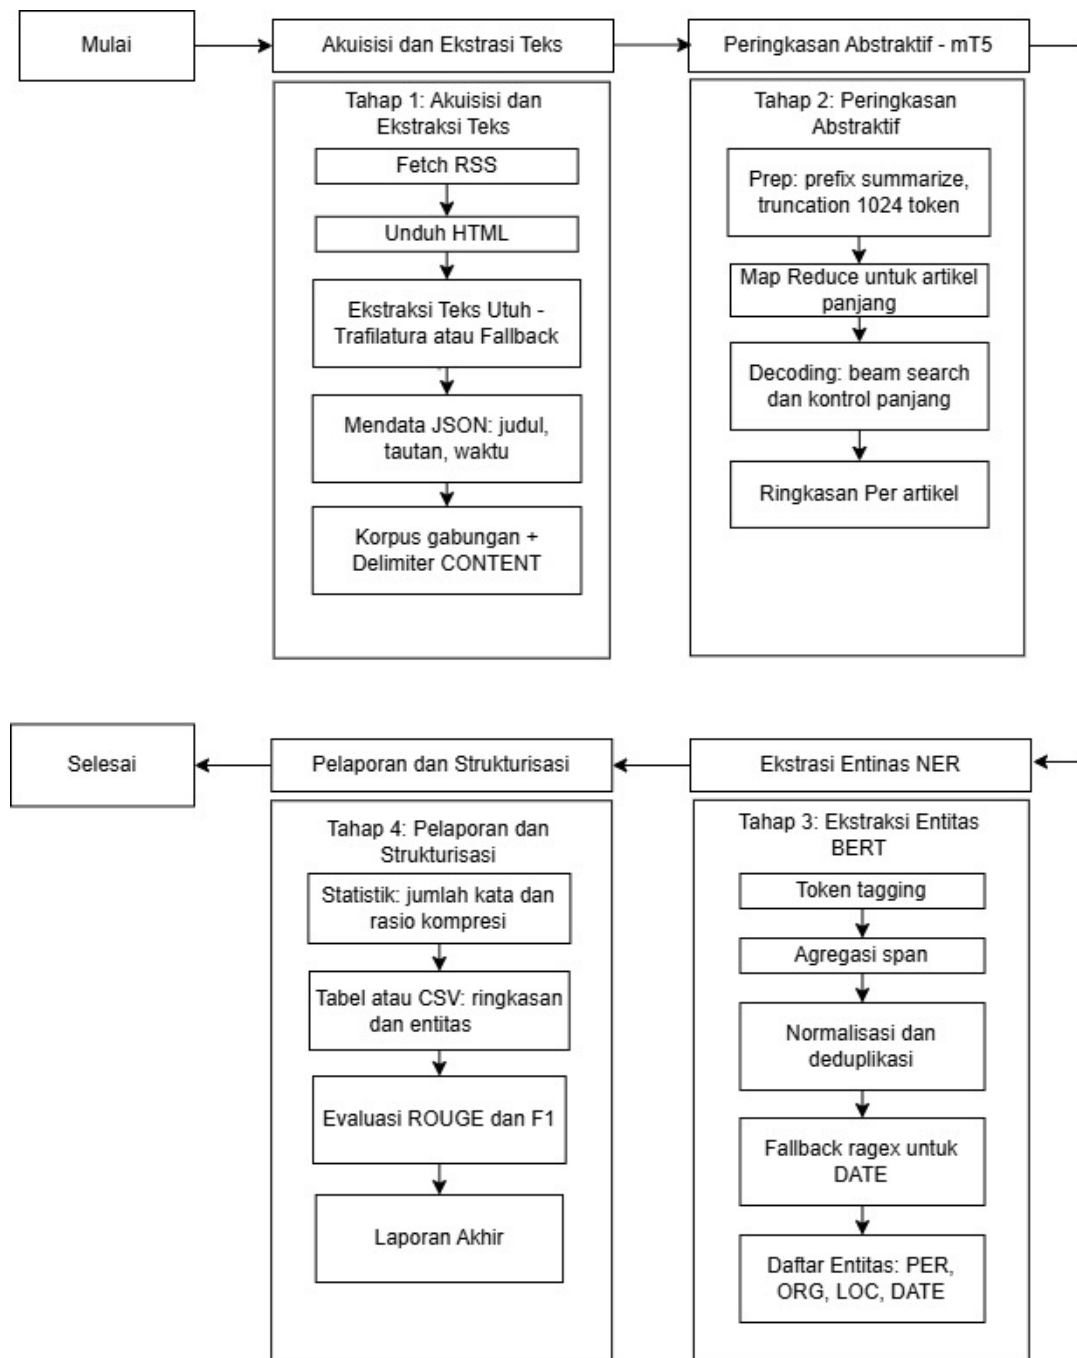 Mulai
Akuisisi dan Ekstrasi Teks
Peringkasan Abstraktif - mT5
Tahap 1: Akuisisi dan
Ekstraksi Teks
Fetch RSS
Unduh HTML
Ekstraksi Teks Utuh -
Trafilatura atau Fallback
Mendata JSON: judul,
tautan, waktu
Korpus gabungan +
Delimiter CONTENT
Tahap 2: Peringkasan
Abstraktif
Prep: prefix summarize,
truncation 1024 token
Map Reduce untuk artikel
panjang
Decoding: beam search
dan kontrol panjang
Ringkasan Per artikel
Selesai
Pelaporan dan Strukturisasi
Ekstrasi Entinas NER
Tahap 4: Pelaporan dan
Strukturisasi
Statistik: jumlah kata dan
rasio kompresi
Tabel atau CSV: ringkasan
dan entitas
Evaluasi ROUGE dan F1
Laporan Akhir
Tahap 3: Ekstraksi Entitas
BERT
Token tagging
Agregasi span
Normalisasi dan
deduplikasi
Fallback ragex untuk
DATE
Daftar Entitas: PER,
ORG, LOC, DATE